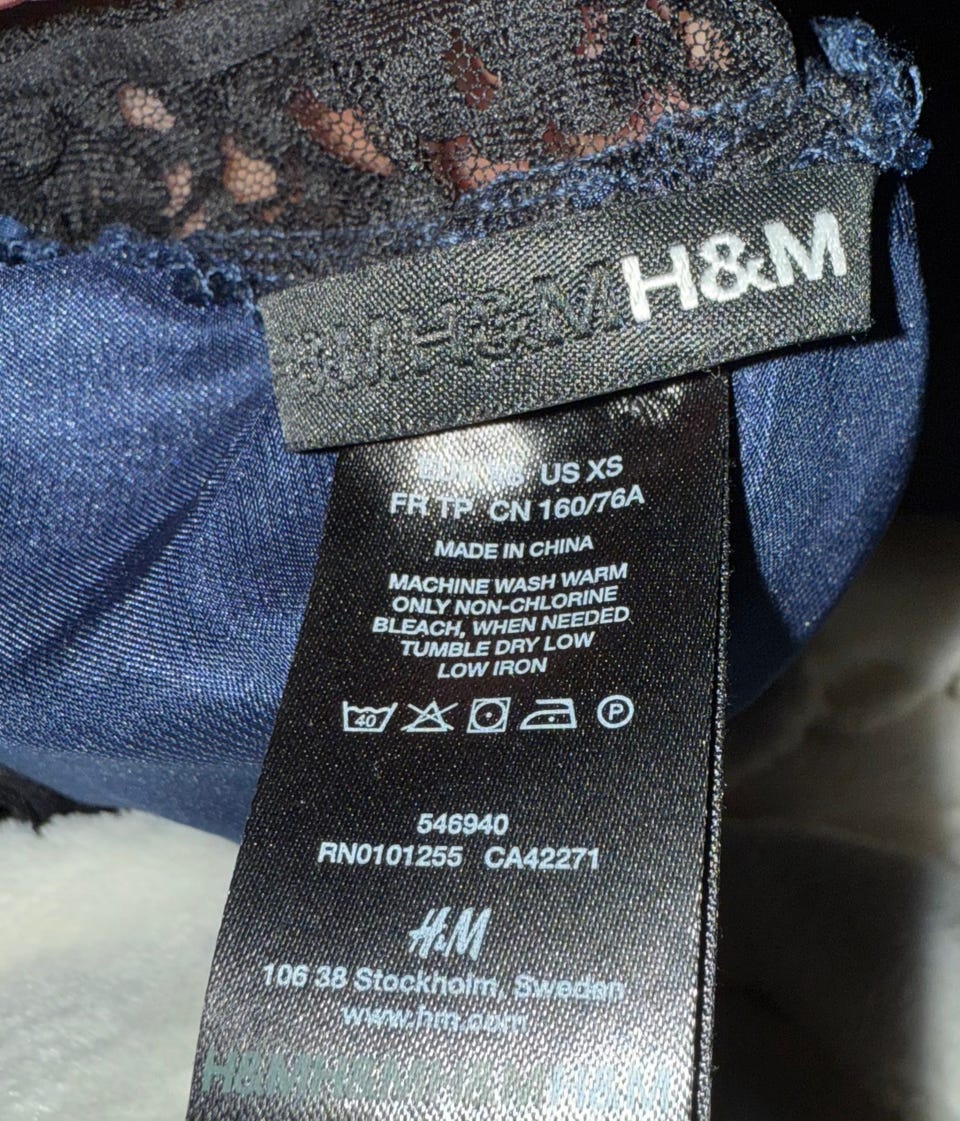 H&M H&M
US XS
FR TP CN 160/76A
MADE IN CHINA
MACHINE WASH WARM
ONLY NON-CHLORINE
BLEACH, WHEN NEEDED
TUMBLE DRY LOW
LOW IRON
40 P
546940
RN0101255 CA42271
H&M
106 38 Stockholm, Sweden
www.hm.com
H&M H&M H&M H&M